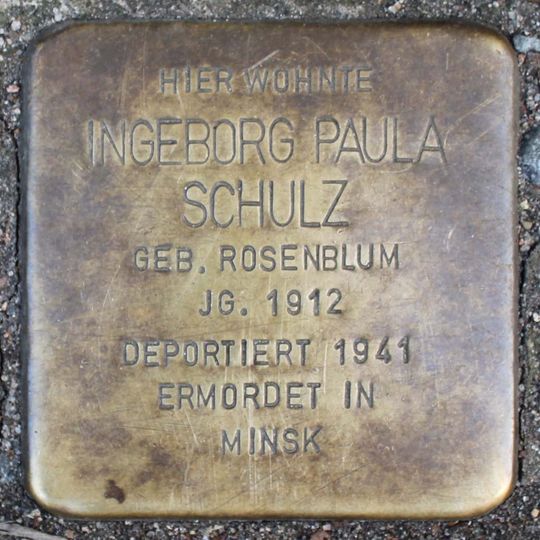 HIER WOHNTE
INGEBORG PAULA
SCHULZ
GEB. ROSENBLUM
JG. 1912
DEPORTIERT 1941
ERMORDET IN
MINSK